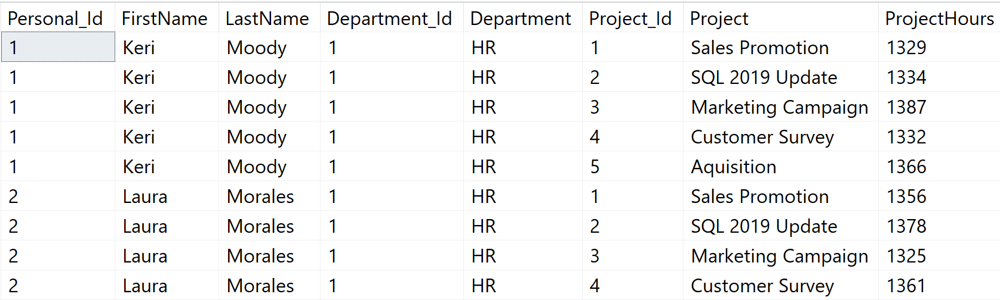 Personal_Id FirstName LastName Department_Id Department Project_Id Project ProjectHours
1 Keri Moody 1 HR 1 Sales Promotion 1329
1 Keri Moody 1 HR 2 SQL 2019 Update 1334
1 Keri Moody 1 HR 3 Marketing Campaign 1387
1 Keri Moody 1 HR 4 Customer Survey 1332
1 Keri Moody 1 HR 5 Aquisition 1366
2 Laura Morales 1 HR 1 Sales Promotion 1356
2 Laura Morales 1 HR 2 SQL 2019 Update 1378
2 Laura Morales 1 HR 3 Marketing Campaign 1325
2 Laura Morales 1 HR 4 Customer Survey 1361